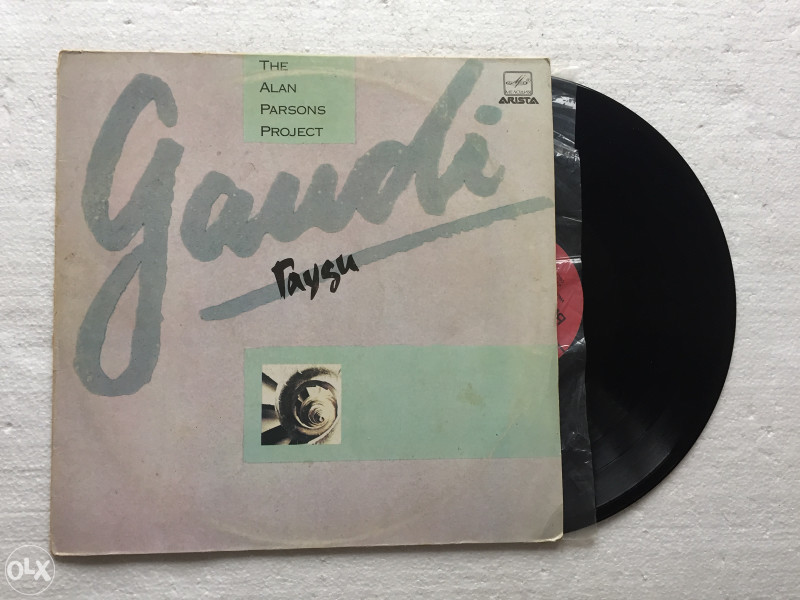 THE
ALAN
PARSONS
PROJECT
ARISTA
gaudi
гауди
OLX